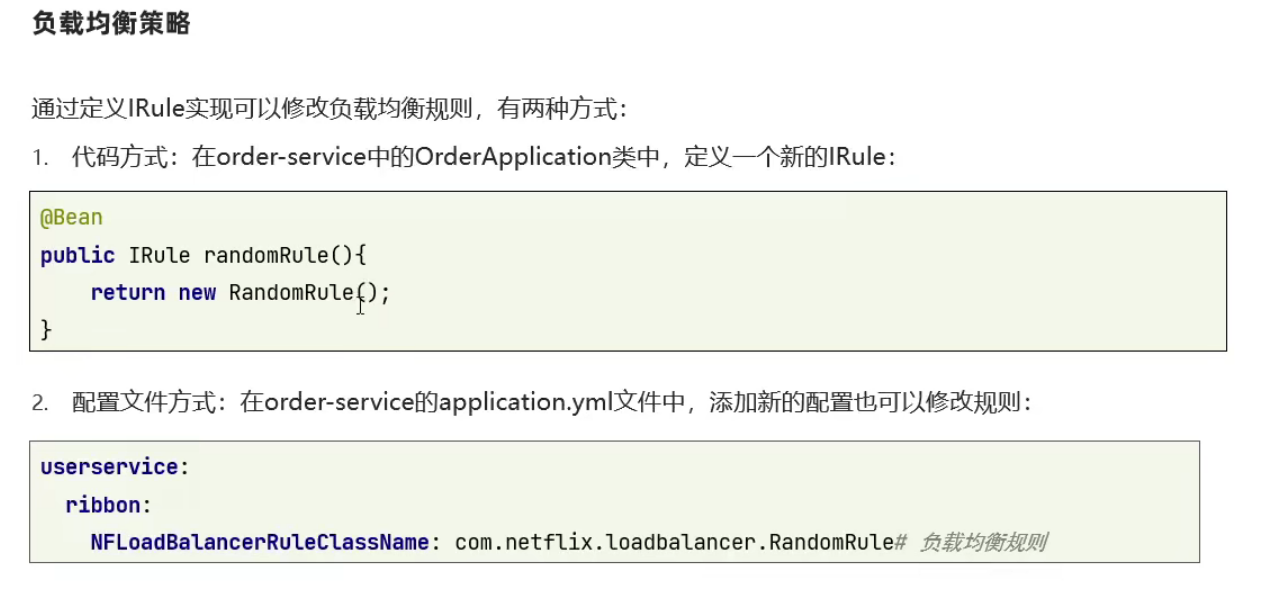 负载均衡策略
通过定义IRule实现可以修改负载均衡规则，有两种方式：
1. 代码方式：在order-service中的OrderApplication类中，定义一个新的IRule：
@Bean
public IRule randomRule(){
    return new RandomRule();
}
2. 配置文件方式：在order-service的application.yml文件中，添加新的配置也可以修改规则：
userservice:
  ribbon:
    NFLoadBalancerRuleClassName: com.netflix.loadbalancer.RandomRule# 负载均衡规则